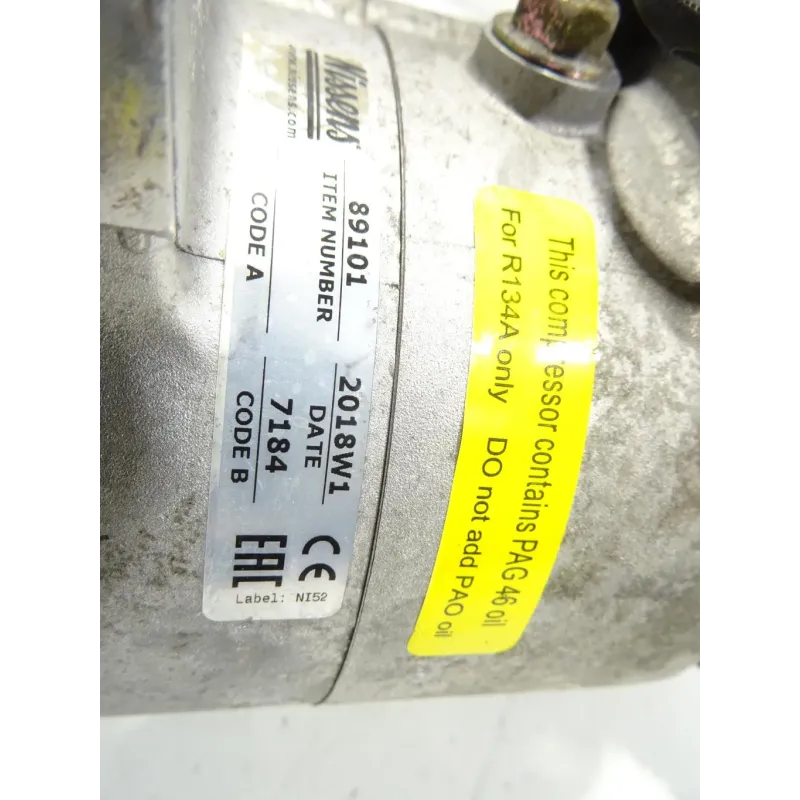 Nissens
www.nissens.com
89101
ITEM NUMBER
2018W1
DATE
CODE A
7184
CODE B
EAC CE
Label: NI52
This compressor contains PAG 46 oil
For R134A only DO not add PAO oil